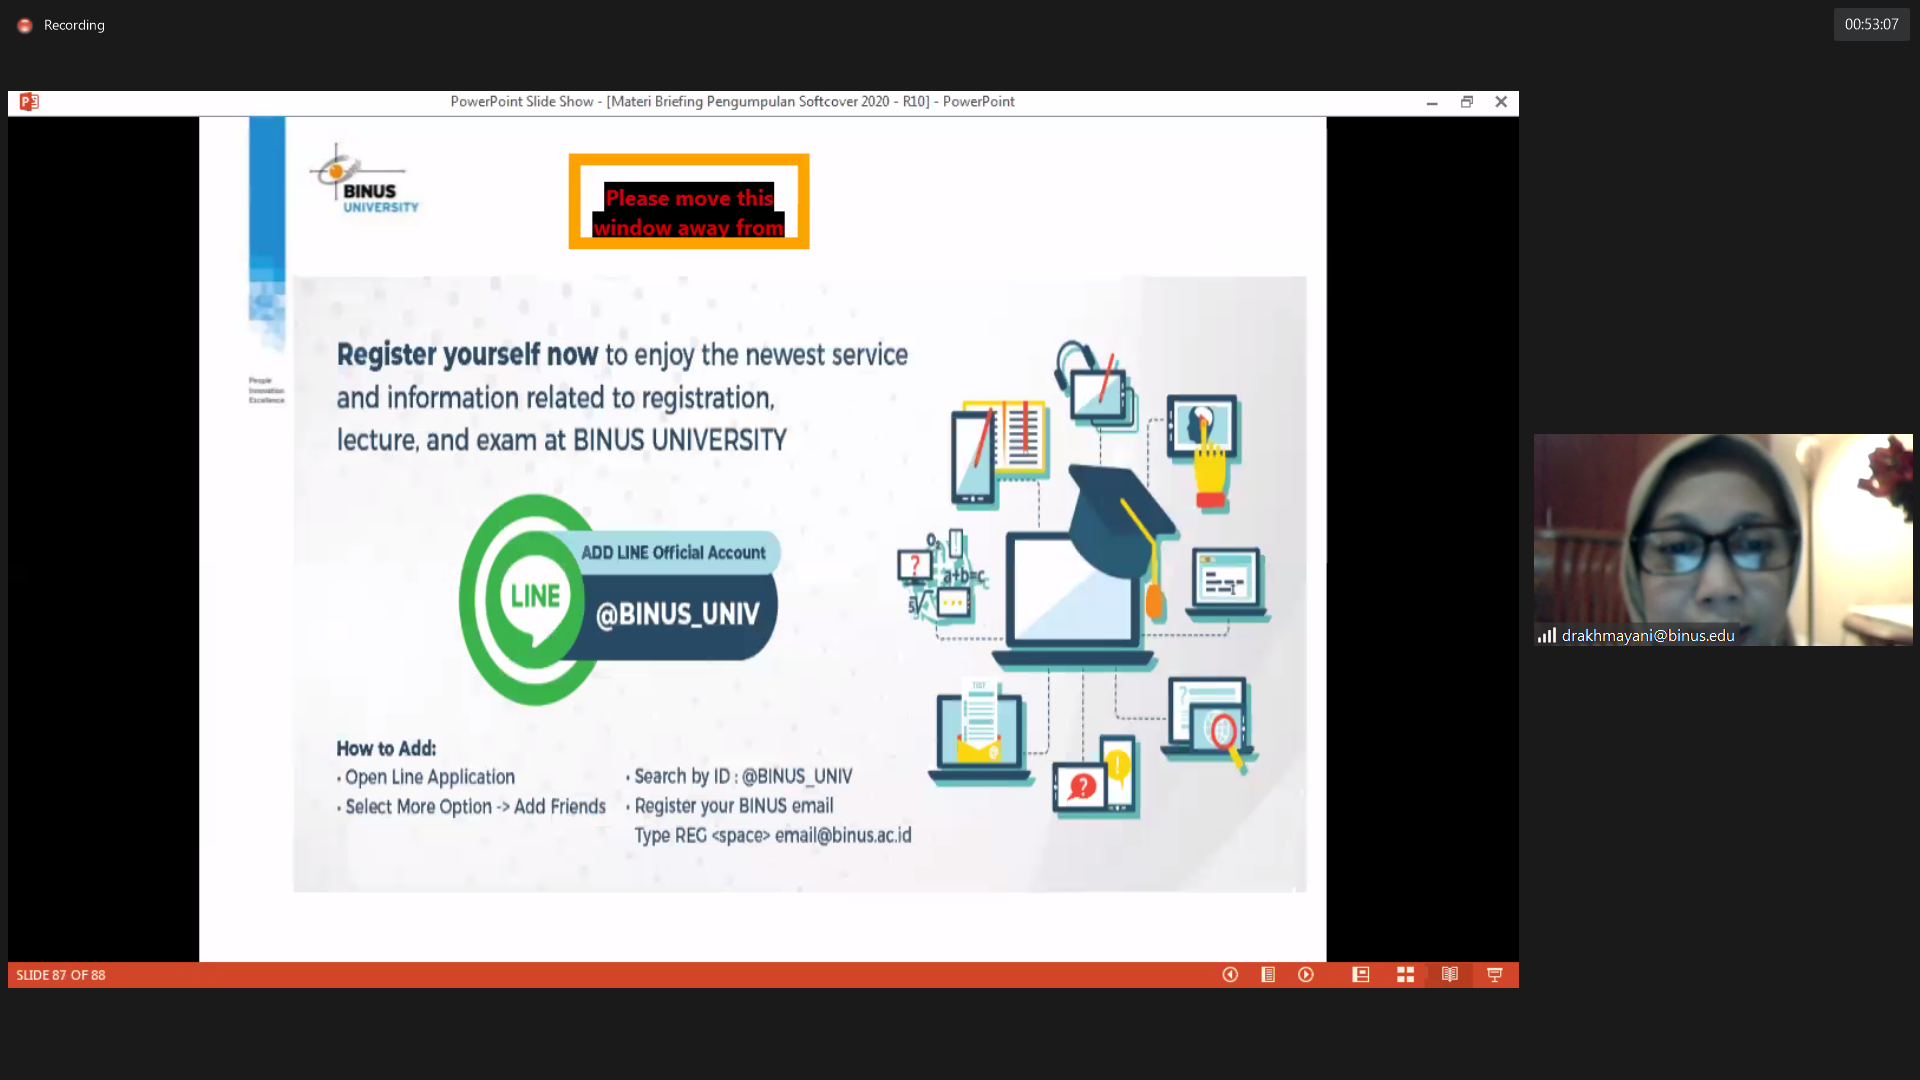 Recording
00:53:07
PowerPoint Slide Show - [Materi Briefing Pengumpulan Softcover 2020 - R10] - PowerPoint
BINUS
UNIVERSITY
Please move this
window away from
People
Innovation
Excellence
Register yourself now to enjoy the newest service
and information related to registration,
lecture, and exam at BINUS UNIVERSITY
ADD LINE Official Account
LINE
@BINUS_UNIV
How to Add:
• Open Line Application
• Select More Option -> Add Friends
• Search by ID : @BINUS_UNIV
• Register your BINUS email
Type REG <space> email@binus.ac.id
?
a+b=c
TEST
?
?
!
drakhmayani@binus.edu
SLIDE 87 OF 88